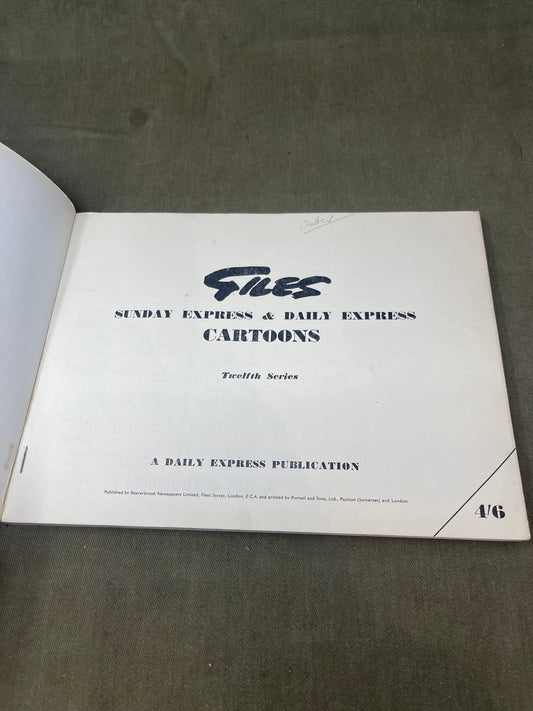 GILES
SUNDAY EXPRESS & DAILY EXPRESS
CARTOONS
Twelfth Series
A DAILY EXPRESS PUBLICATION
Published by Beaverbrook Newspapers Limited, Fleet Street, London, E.C.4, and printed by Purnell and Sons, Ltd., Paulton (Somerset) and London
4/6